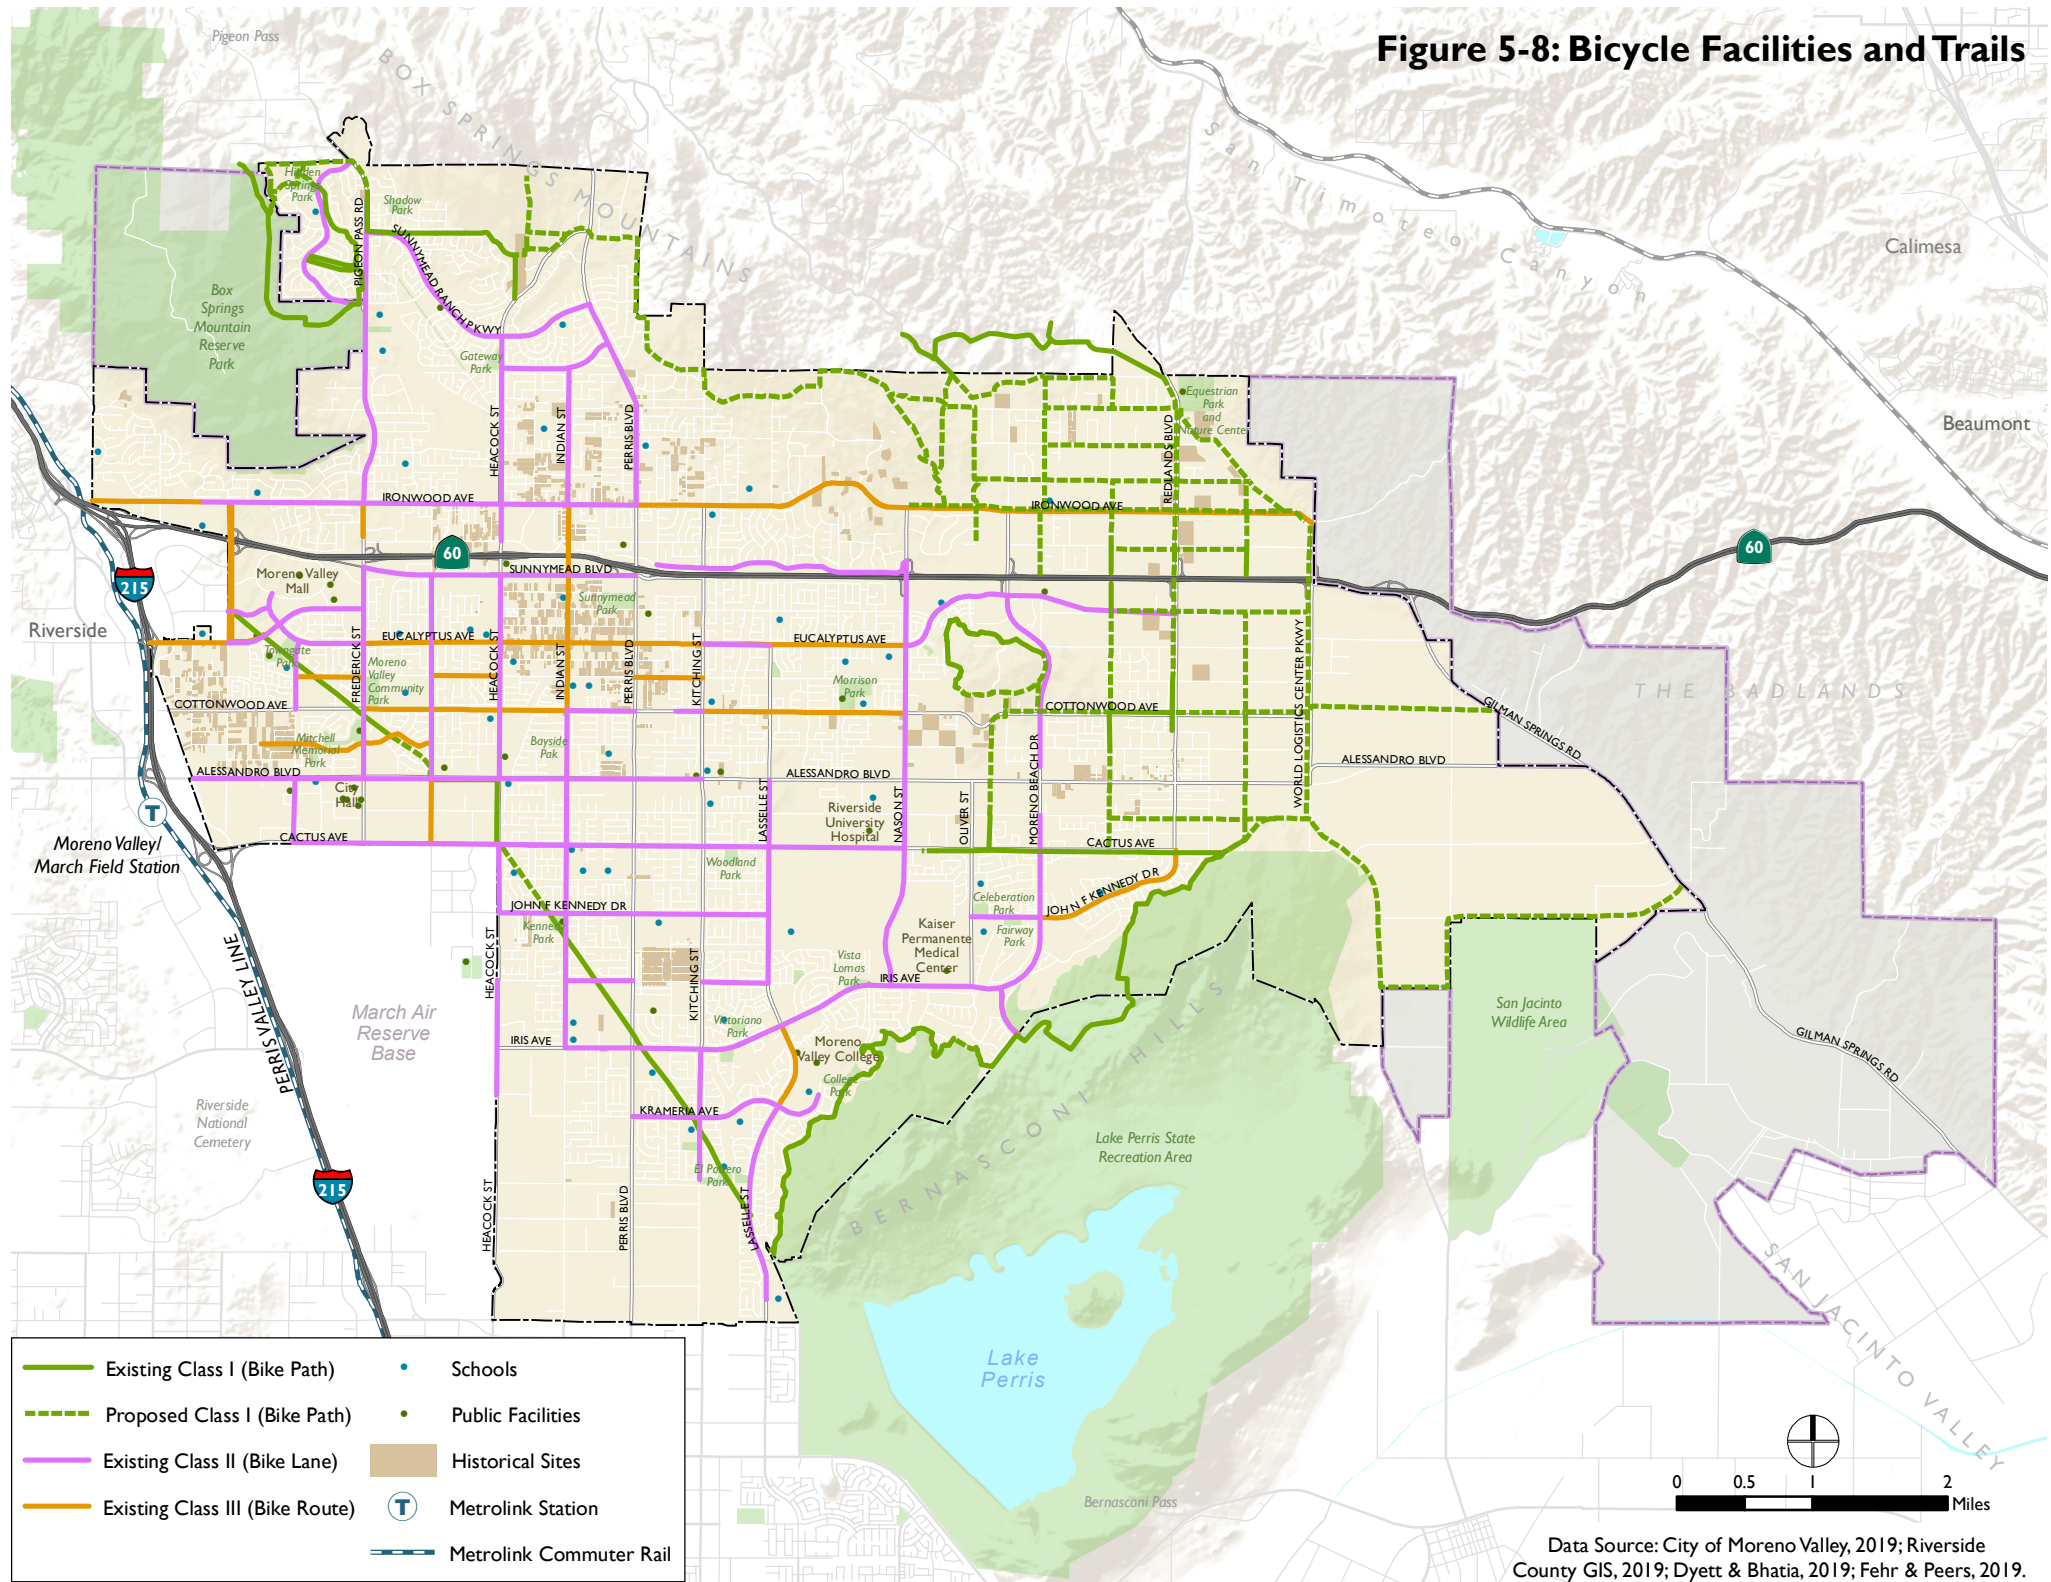 Figure 5-8: Bicycle Facilities and Trails
Pigeon Pass
BOX SPRINGS MOUNTAINS
San Timoteo Canyon
Calimesa
Beaumont
Hidden
Springs
Park
Shadow
Park
PIGEON PASS RD
SUNNYMEAD RANCH PKWY
Box
Springs
Mountain
Reserve
Park
Gateway
Park
Equestrian
Park
and
Nature Center
HEACOCK ST
INDIAN ST
PERRIS BLVD
REDLANDS BLVD
IRONWOOD AVE
IRONWOOD AVE
60
60
215
SUNNYMEAD BLVD
Moreno Valley
Mall
Sunnymead
Park
Riverside
EUCALYPTUS AVE
EUCALYPTUS AVE
Towngate
Park
FREDERICK ST
Moreno
Valley
Community
Park
HEACOCK ST
INDIAN ST
PERRIS BLVD
KITCHING ST
Morrison
Park
WORLD LOGISTICS CENTER PKWY
THE BADLANDS
COTTONWOOD AVE
COTTONWOOD AVE
GILMAN SPRINGS RD
Mitchell
Memorial
Park
Bayside
Pak
ALESSANDRO BLVD
ALESSANDRO BLVD
ALESSANDRO BLVD
City
Hall
LASSELLE ST
Riverside
University
Hospital
NASON ST
OLIVER ST
MORENO BEACH DR
T
Moreno Valley/
March Field Station
CACTUS AVE
CACTUS AVE
Woodland
Park
JOHN F KENNEDY DR
JOHN F KENNEDY DR
Celeberation
Park
Kennedy
Park
Fairway
Park
Kaiser
Permanente
Medical
Center
PERRIS VALLEY LINE
HEACOCK ST
KITCHING ST
Vista
Lomas
Park
IRIS AVE
March Air
Reserve
Base
San Jacinto
Wildlife Area
Victoriano
Park
IRIS AVE
Moreno
Valley College
College
Park
GILMAN SPRINGS RD
BERNASCONI HILLS
Riverside
National
Cemetery
KRAMERIA AVE
Lake Perris State
Recreation Area
El Potrero
Park
215
HEACOCK ST
PERRIS BLVD
LASSELLE ST
SAN JACINTO VALLEY
Lake
Perris
Bernasconi Pass
Existing Class I (Bike Path)
Proposed Class I (Bike Path)
Existing Class II (Bike Lane)
Existing Class III (Bike Route)
Schools
Public Facilities
Historical Sites
T
Metrolink Station
Metrolink Commuter Rail
0 0.5 1 2
Miles
Data Source: City of Moreno Valley, 2019; Riverside
County GIS, 2019; Dyett & Bhatia, 2019; Fehr & Peers, 2019.